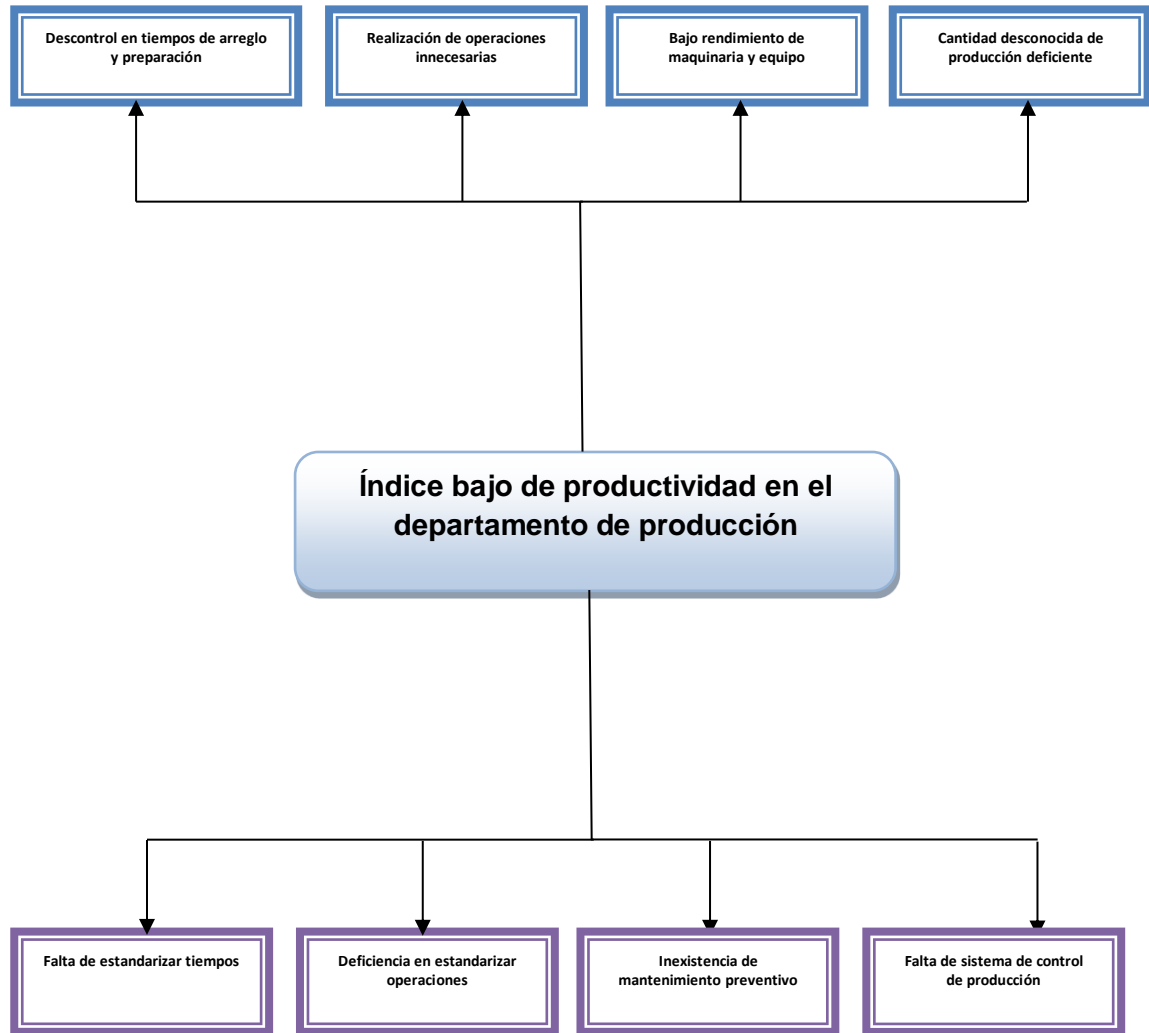 Descontrol en tiempos de arreglo
y preparación
Realización de operaciones
innecesarias
Bajo rendimiento de
maquinaria y equipo
Cantidad desconocida de
producción deficiente
Índice bajo de productividad en el
departamento de producción
Falta de estandarizar tiempos
Deficiencia en estandarizar
operaciones
Inexistencia de
mantenimiento preventivo
Falta de sistema de control
de producción